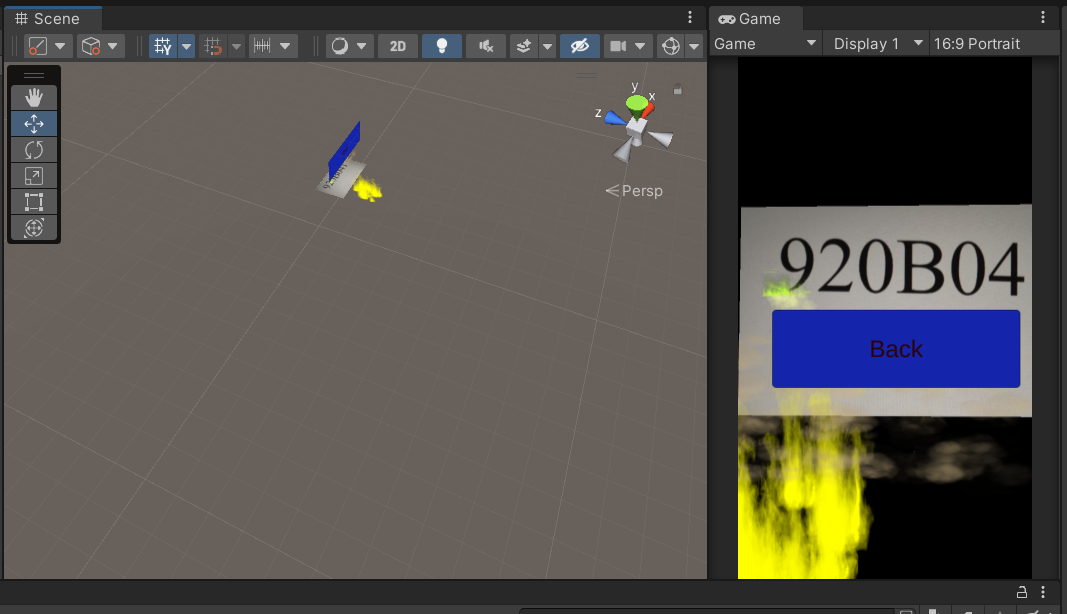 Scene
Game
2D
Game
Display 1
16:9 Portrait
y
x
z
Persp
920B04
Back